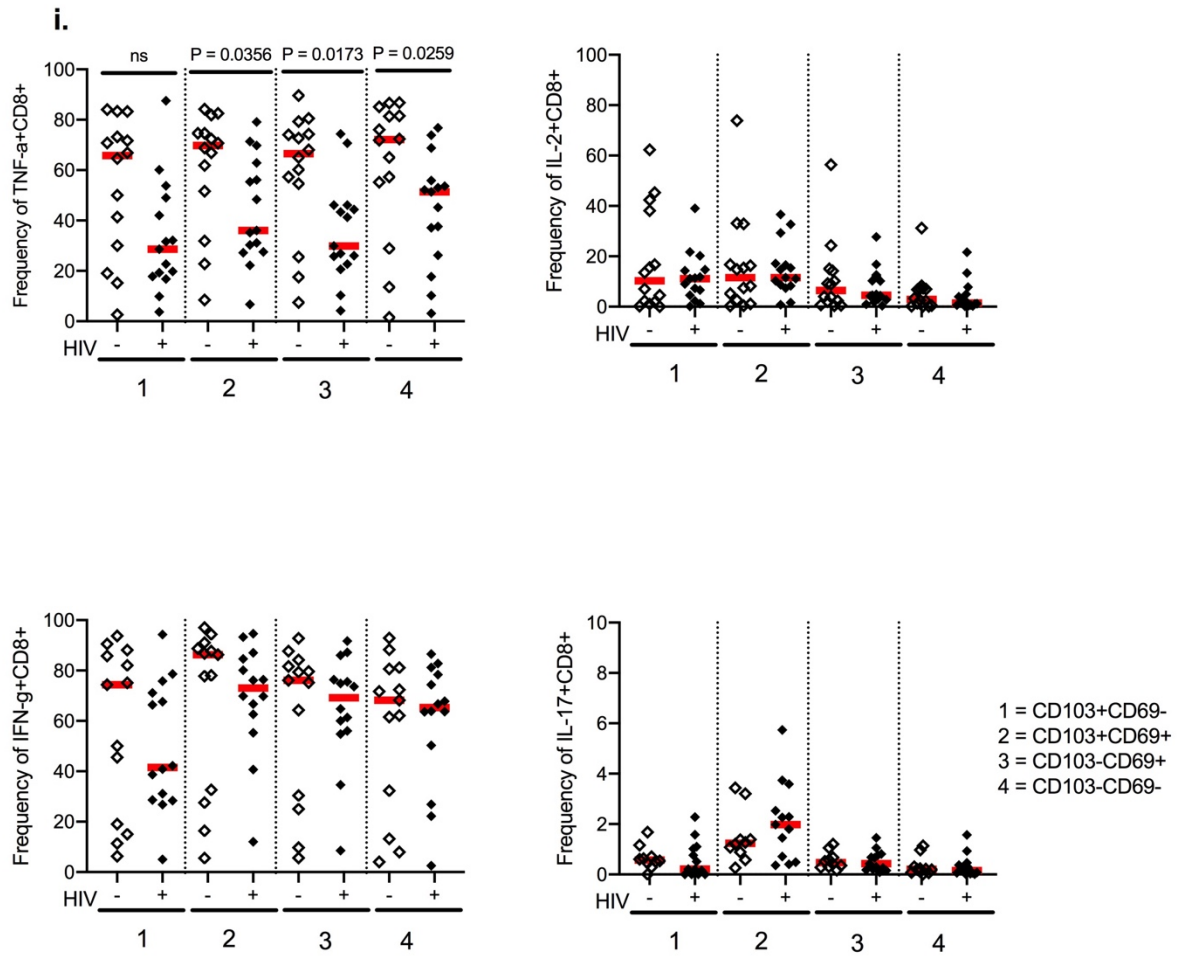 i.
ns P = 0.0356 P = 0.0173 P = 0.0259
Frequency of TNF-a+CD8+
100
80
60
40
20
0
HIV - + - + - + - +
1 2 3 4
Frequency of IL-2+CD8+
100
80
60
40
20
0
HIV - + - + - + - +
1 2 3 4
Frequency of IFN-g+CD8+
100
80
60
40
20
0
HIV - + - + - + - +
1 2 3 4
Frequency of IL-17+CD8+
10
8
6
4
2
0
HIV - + - + - + - +
1 2 3 4
1 = CD103+CD69-
2 = CD103+CD69+
3 = CD103-CD69+
4 = CD103-CD69-